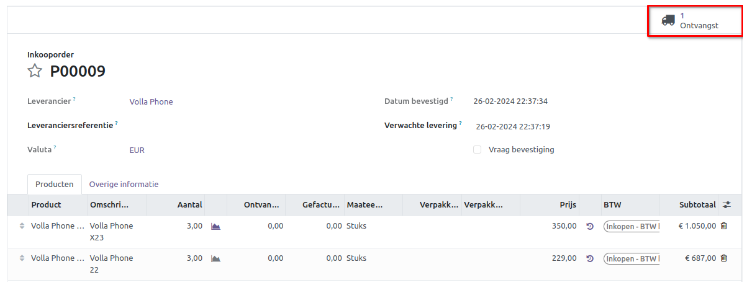 1
Ontvangst
Inkooporder
P00009
Leverancier ? Volla Phone Datum bevestigd ? 26-02-2024 22:37:34
Leveranciersreferentie ? Verwachte levering ? 26-02-2024 22:37:19
Valuta ? EUR Vraag bevestiging
Producten Overige informatie
Product Omschri... Aantal Ontvan... Gefactu... Maatee... Verpakk... Verpakk... Prijs BTW Subtotaal
Volla Phone ... Volla Phone 3,00 0,00 0,00 Stuks 350,00 Inkopen - BTW € 1.050,00
X23
Volla Phone ... Volla Phone 3,00 0,00 0,00 Stuks 229,00 Inkopen - BTW € 687,00
22